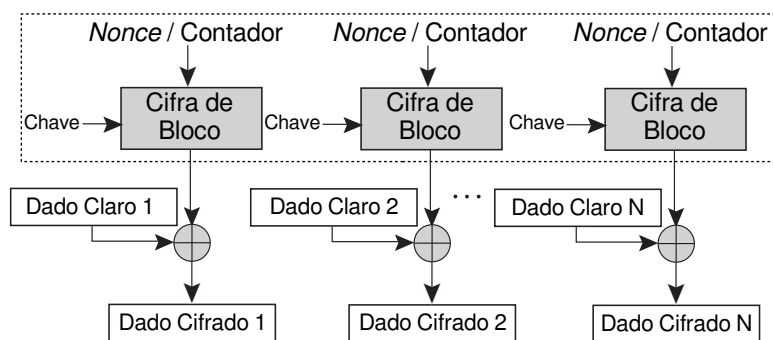 Nonce / Contador Nonce / Contador Nonce / Contador
Chave Cifra de Bloco Chave Cifra de Bloco Chave Cifra de Bloco
Dado Claro 1 Dado Claro 2 ... Dado Claro N
Dado Cifrado 1 Dado Cifrado 2 Dado Cifrado N